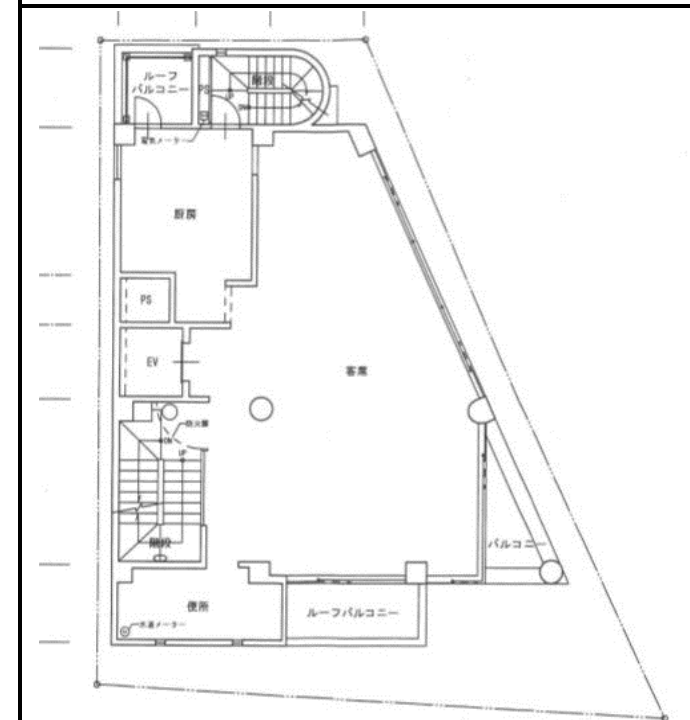 ルーフ
バルコニー
PS
階段
UP
DN
電気メーター
厨房
PS
EV
客席
防火扉
DN
UP
階段
バルコニー
便所
ルーフバルコニー
水道メーター